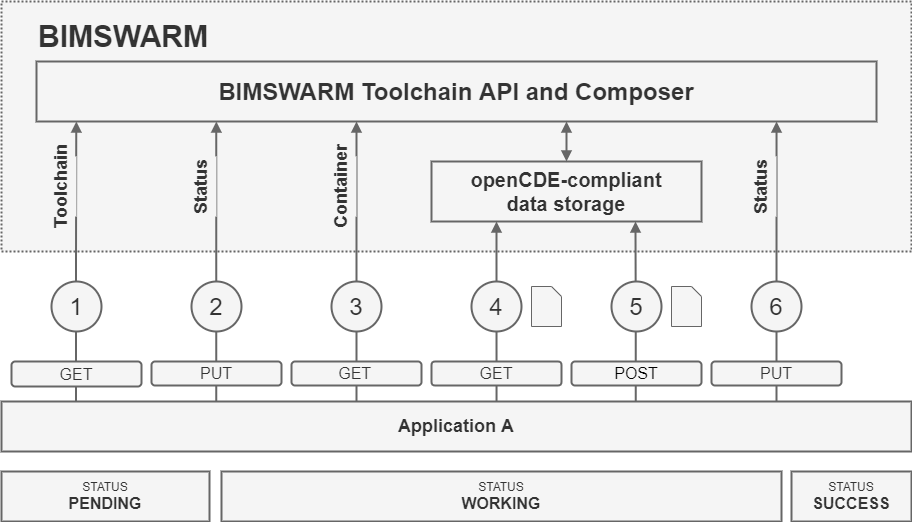 BIMSWARM
BIMSWARM Toolchain API and Composer
Toolchain
Status
Container
openCDE-compliant
data storage
Status
1
2
3
4
5
6
GET
PUT
GET
GET
POST
PUT
Application A
STATUS
PENDING
STATUS
WORKING
STATUS
SUCCESS